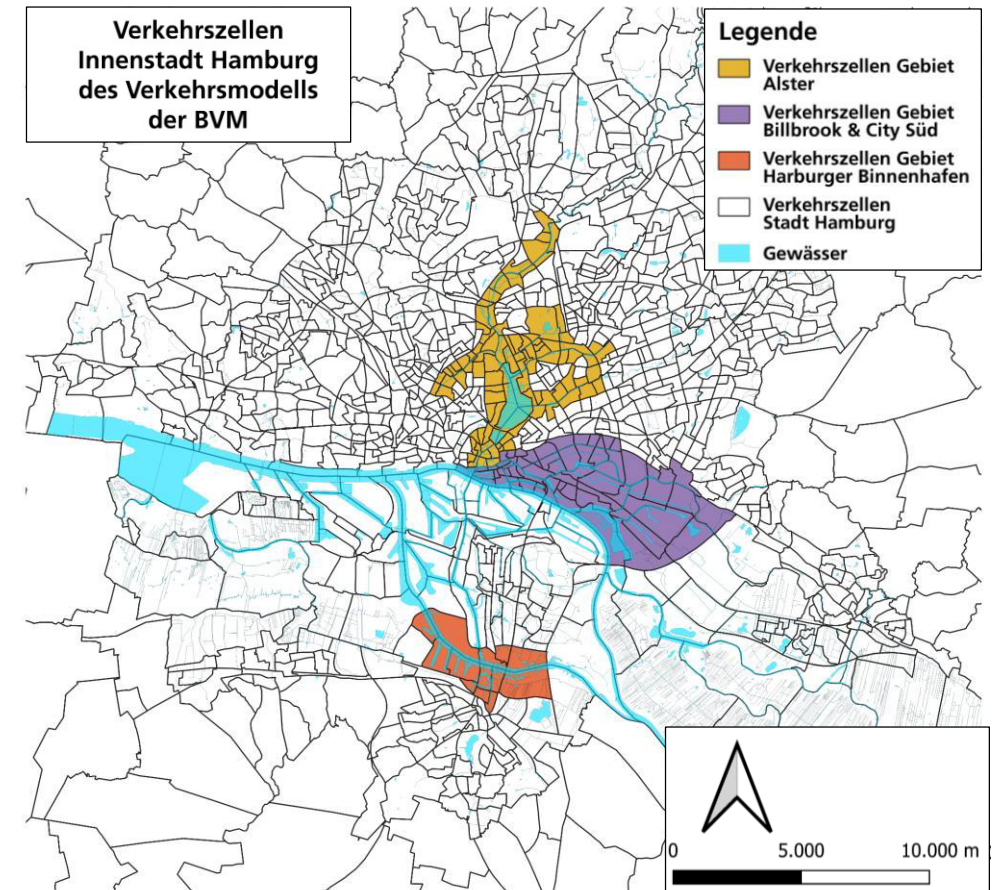 Verkehrszellen
Innenstadt Hamburg
des Verkehrsmodells
der BVM
Legende
Verkehrszellen Gebiet
Alster
Verkehrszellen Gebiet
Billbrook & City Süd
Verkehrszellen Gebiet
Harburger Binnenhafen
Verkehrszellen
Stadt Hamburg
Gewässer
0 5.000 10.000 m